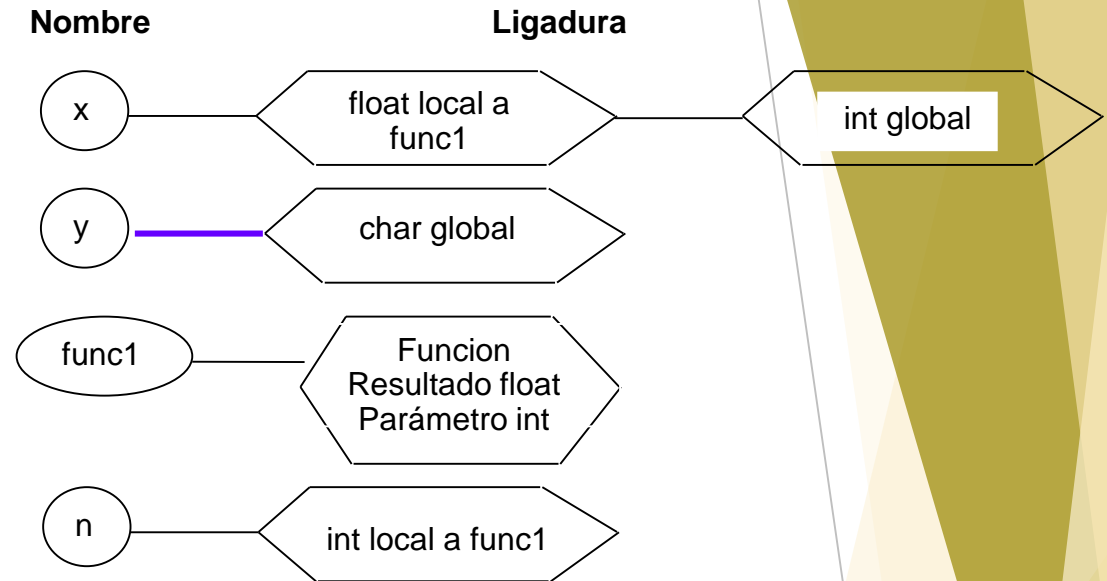 Nombre Ligadura
x
float local a
func1
int global
y
char global
func1
Funcion
Resultado float
Parámetro int
n
int local a func1